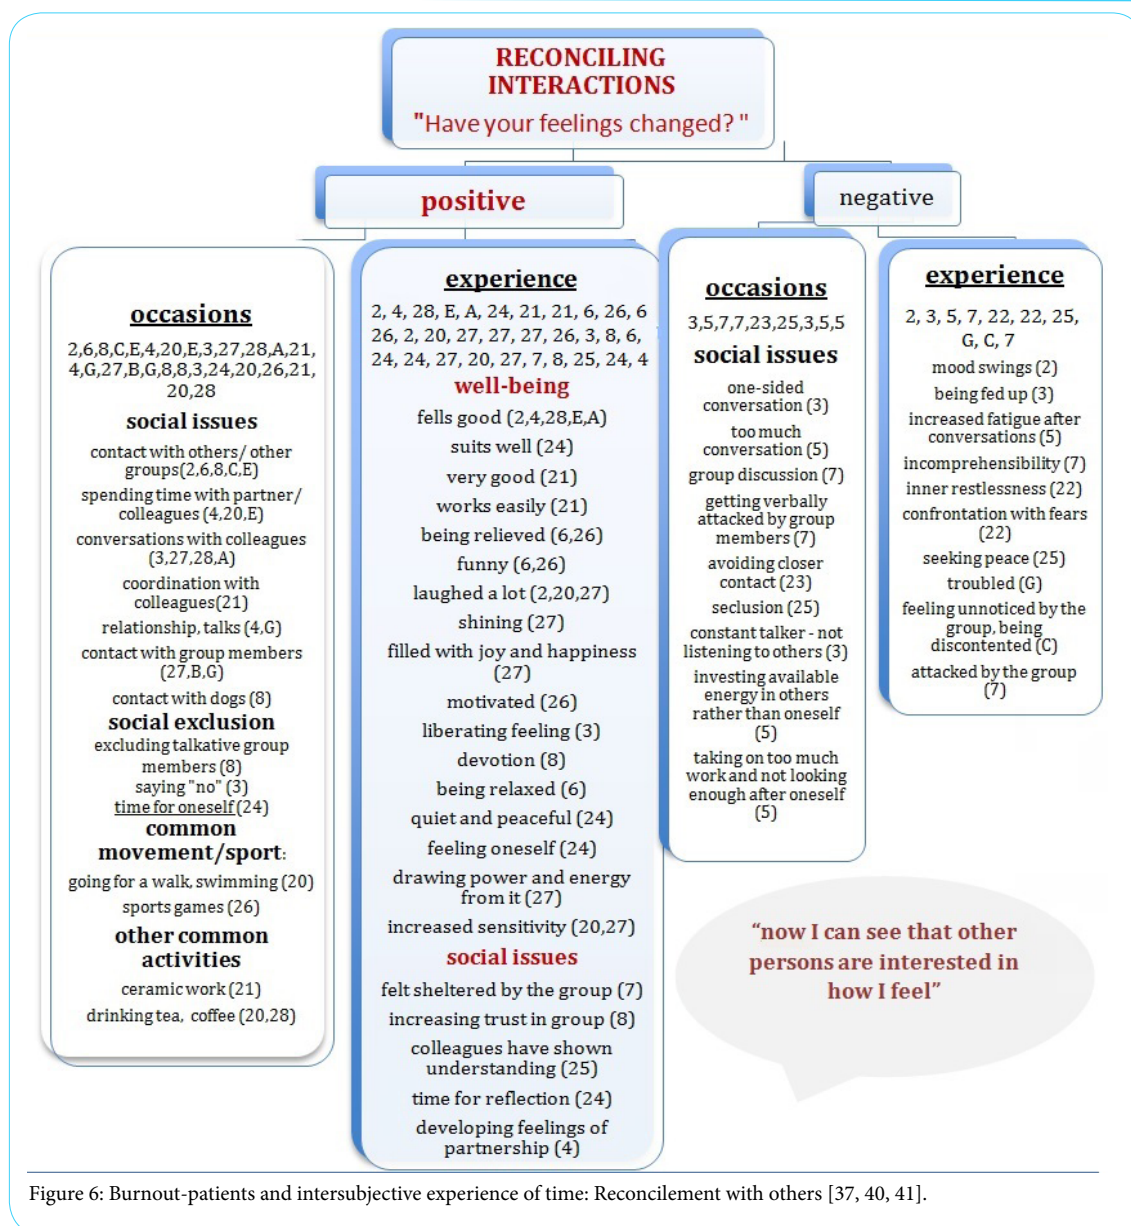 RECONCILING
INTERACTIONS
"Have your feelings changed? "
positive
negative
occasions
2,6,8,C,E,4,20,E,3,27,28,A,21,
4,G,27,B,G,8,8,3,24,20,26,21,
20,28
social issues
contact with others/ other
groups(2,6,8,C,E)
spending time with partner/
colleagues (4,20,E)
conversations with colleagues
(3,27,28,A)
coordination with
colleagues(21)
relationship, talks (4,G)
contact with group members
(27,B,G)
contact with dogs (8)
social exclusion
excluding talkative group
members (8)
saying "no" (3)
time for oneself (24)
common
movement/sport:
going for a walk, swimming (20)
sports games (26)
other common
activities
ceramic work (21)
drinking tea, coffee (20,28)
experience
2, 4, 28, E, A, 24, 21, 21, 6, 26, 6
26, 2, 20, 27, 27, 27, 26, 3, 8, 6,
24, 24, 27, 20, 27, 7, 8, 25, 24, 4
well-being
fells good (2,4,28,E,A)
suits well (24)
very good (21)
works easily (21)
being relieved (6,26)
funny (6,26)
laughed a lot (2,20,27)
shining (27)
filled with joy and happiness
(27)
motivated (26)
liberating feeling (3)
devotion (8)
being relaxed (6)
quiet and peaceful (24)
feeling oneself (24)
drawing power and energy
from it (27)
increased sensitivity (20,27)
social issues
felt sheltered by the group (7)
increasing trust in group (8)
colleagues have shown
understanding (25)
time for reflection (24)
developing feelings of
partnership (4)
occasions
3,5,7,7,23,25,3,5,5
social issues
one-sided
conversation (3)
too much
conversation (5)
group discussion (7)
getting verbally
attacked by group
members (7)
avoiding closer
contact (23)
seclusion (25)
constant talker - not
listening to others (3)
investing available
energy in others
rather than oneself
(5)
taking on too much
work and not looking
enough after oneself
(5)
experience
2, 3, 5, 7, 22, 22, 25,
G, C, 7
mood swings (2)
being fed up (3)
increased fatigue after
conversations (5)
incomprehensibility (7)
inner restlessness (22)
confrontation with fears
(22)
seeking peace (25)
troubled (G)
feeling unnoticed by the
group, being
discontented (C)
attacked by the group
(7)
"now I can see that other
persons are interested in
how I feel"
Figure 6: Burnout-patients and intersubjective experience of time: Reconcilement with others [37, 40, 41].